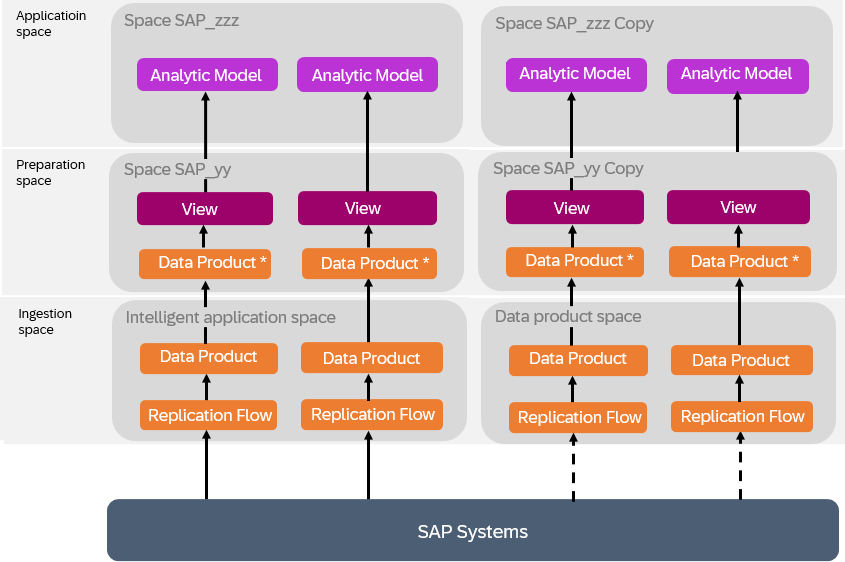 Applicatioin
space
Space SAP_zzz
Space SAP_zzz Copy
Analytic Model
Analytic Model
Analytic Model
Analytic Model
Preparation
space
Space SAP_yy
Space SAP_yy Copy
View
View
View
View
Data Product *
Data Product *
Data Product *
Data Product *
Ingestion
space
Intelligent application space
Data product space
Data Product
Data Product
Data Product
Data Product
Replication Flow
Replication Flow
Replication Flow
Replication Flow
SAP Systems